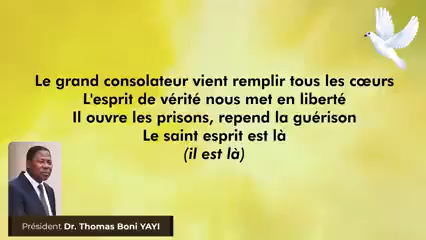 Le grand consolateur vient remplir tous les cœurs
L'esprit de vérité nous met en liberté
Il ouvre les prisons, repend la guérison
Le saint esprit est là
(il est là)
Président Dr. Thomas Boni YAYI